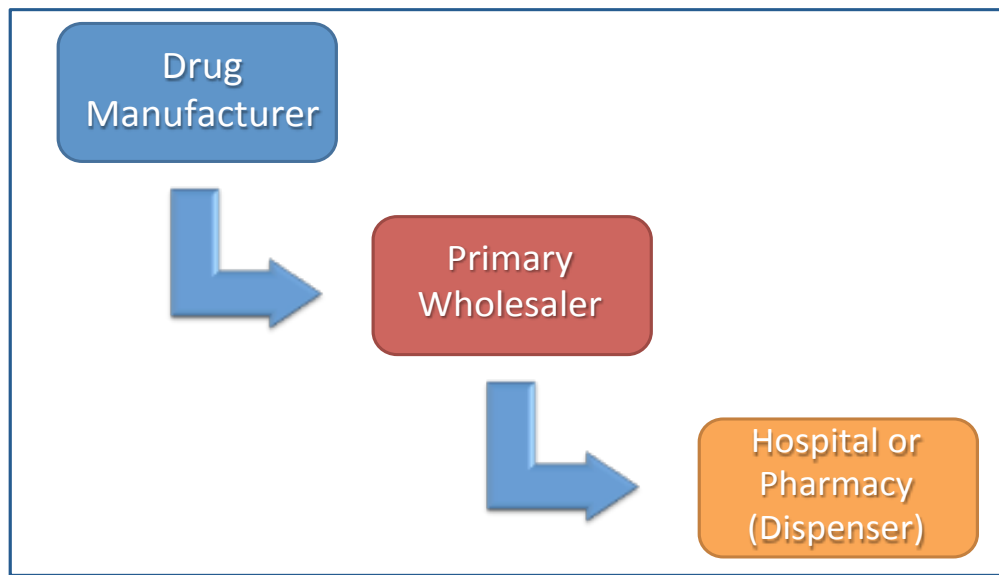 Drug
Manufacturer
Primary
Wholesaler
Hospital or
Pharmacy
(Dispenser)